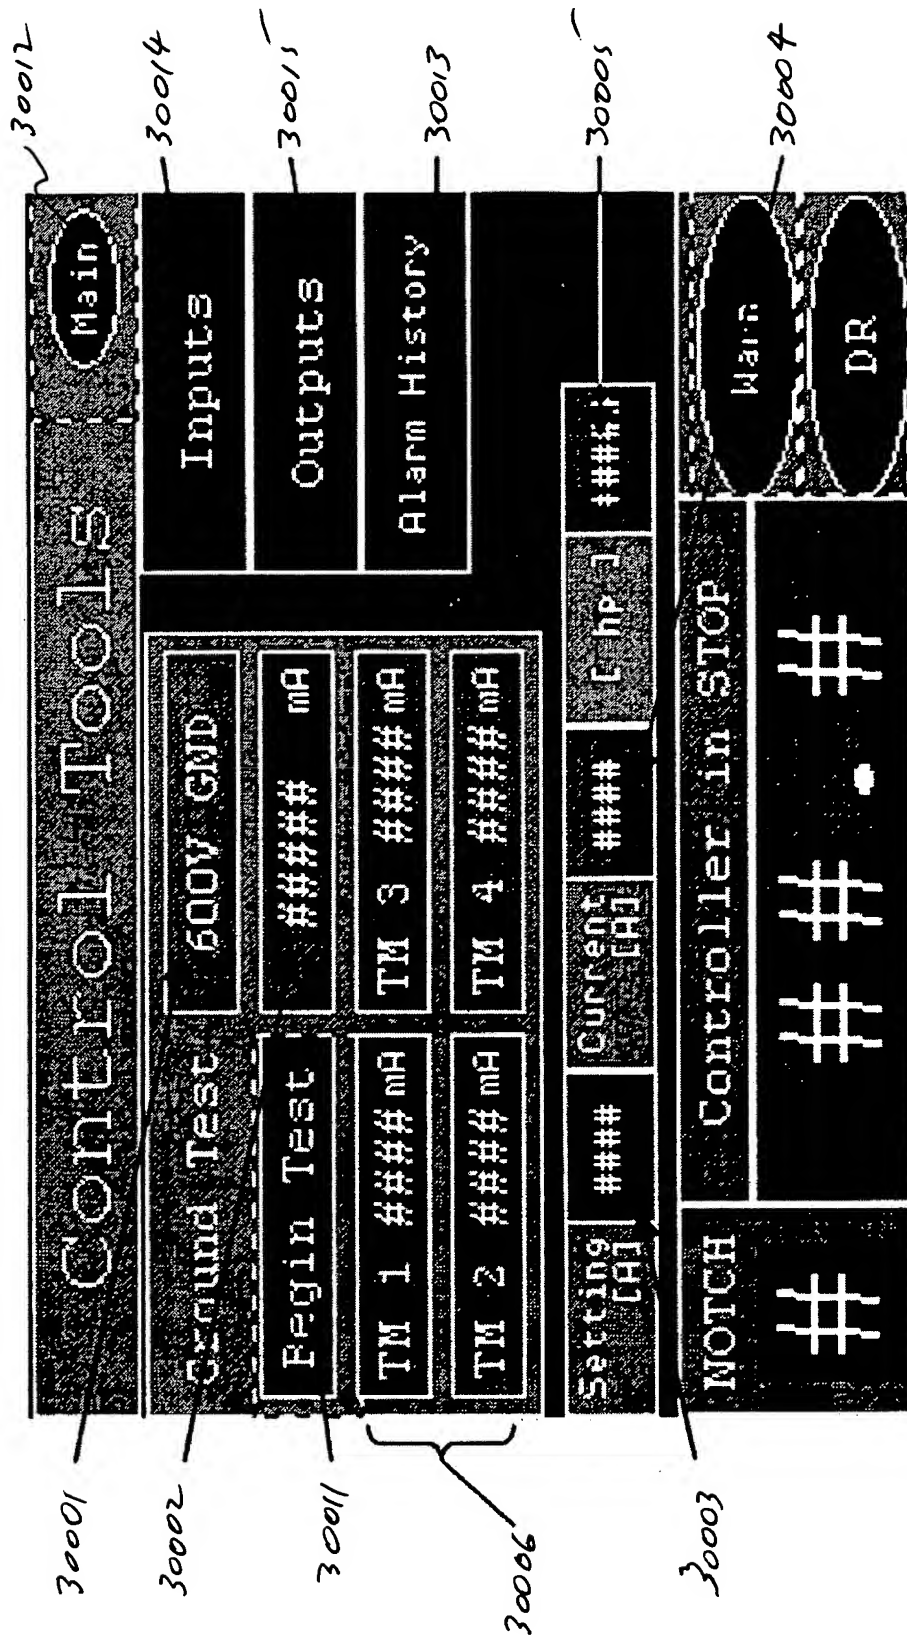 30012
30014
30015
30013
30005
30004
Control Tools Main
Ground Test 600V GND
Begin Test ##### mA
TM 1 #### mA TM 3 #### mA
TM 2 #### mA TM 4 #### mA
Inputs
Outputs
Alarm History
Setting [A] #### Current [A] #### [ hp ] ####
NOTCH Controller in STOP
# ##.#
Warn
DR
30001
30002
30011
30006
30003